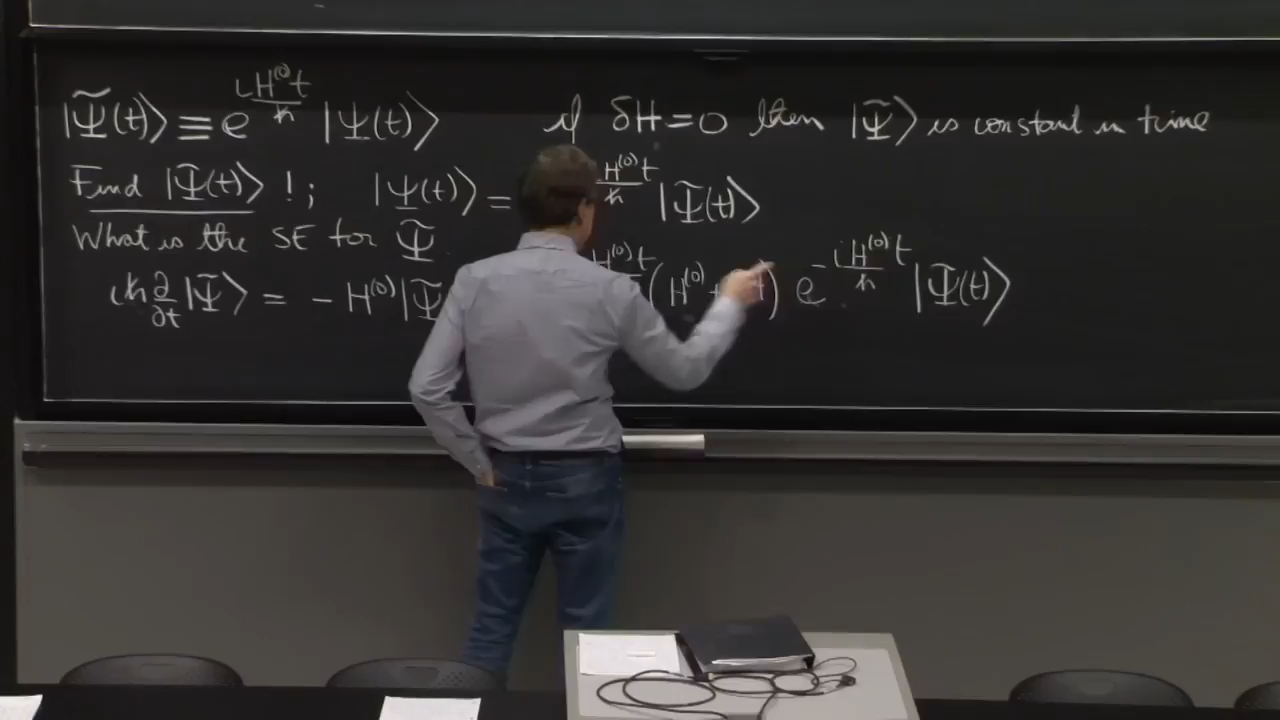 |Ψ̃(t)⟩ ≡ e^{iH^{(0)}t/ħ} |Ψ(t)⟩ if δH=0 then |Ψ̃⟩ is constant in time
Find |Ψ̃(t)⟩ !; |Ψ(t)⟩ = H^{(0)}t/ħ |Ψ̃(t)⟩
What is the SE for Ψ̃
iħ ∂/∂t |Ψ̃⟩ = - H^{(0)}|Ψ̃ H^{(0)}t (H^{(0)} + ) e^{-iH^{(0)}t/ħ} |Ψ̃(t)⟩